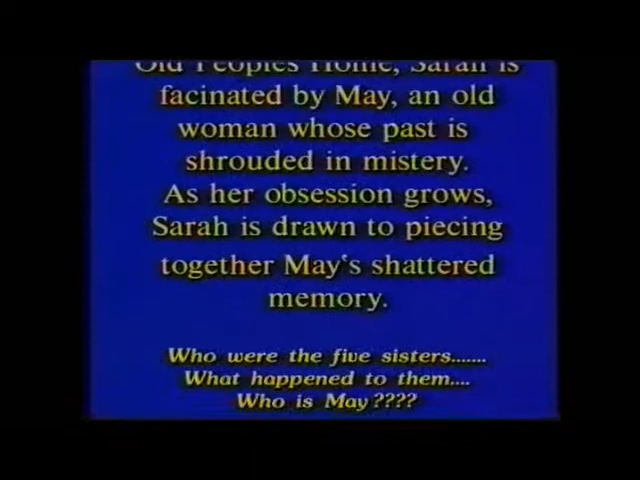 Old Peoples Home, Sarah is
facinated by May, an old
woman whose past is
shrouded in mistery.
As her obsession grows,
Sarah is drawn to piecing
together May's shattered
memory.
Who were the five sisters.......
What happened to them....
Who is May????